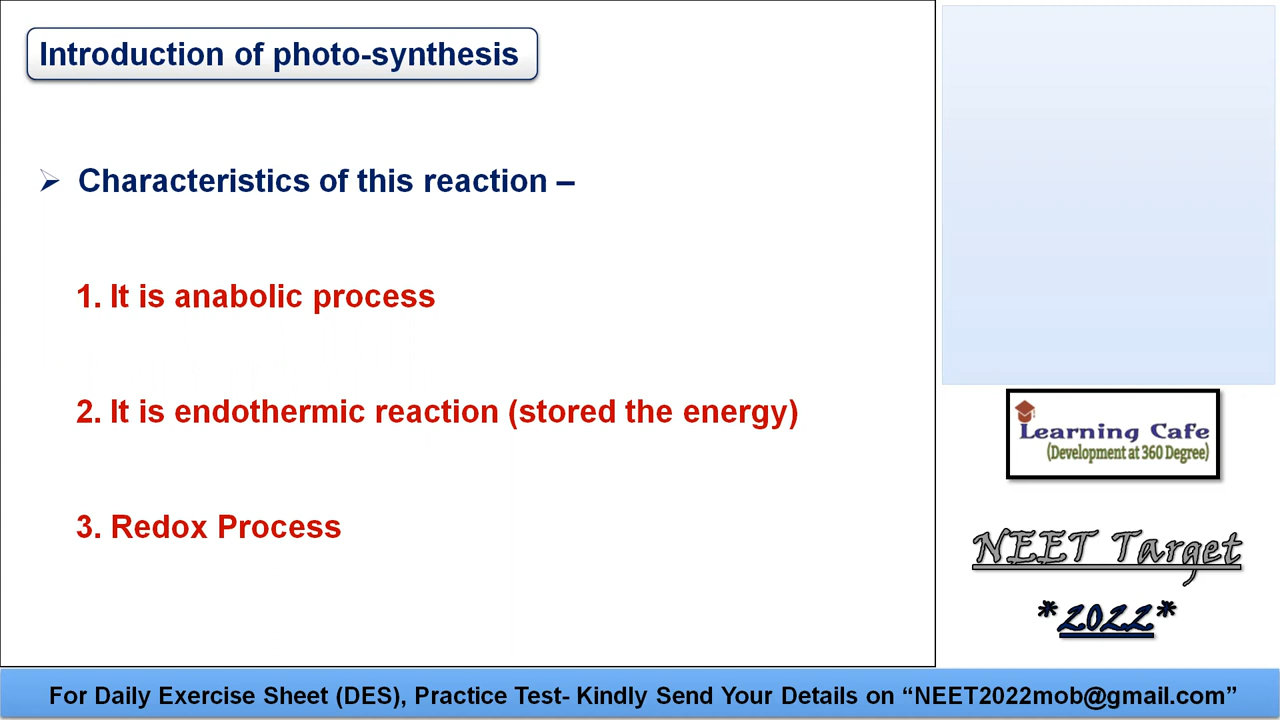 Introduction of photo-synthesis
➢ Characteristics of this reaction –
1. It is anabolic process
2. It is endothermic reaction (stored the energy)
3. Redox Process
Learning Cafe
(Development at 360 Degree)
NEET Target
*2022*
For Daily Exercise Sheet (DES), Practice Test- Kindly Send Your Details on “NEET2022mob@gmail.com”